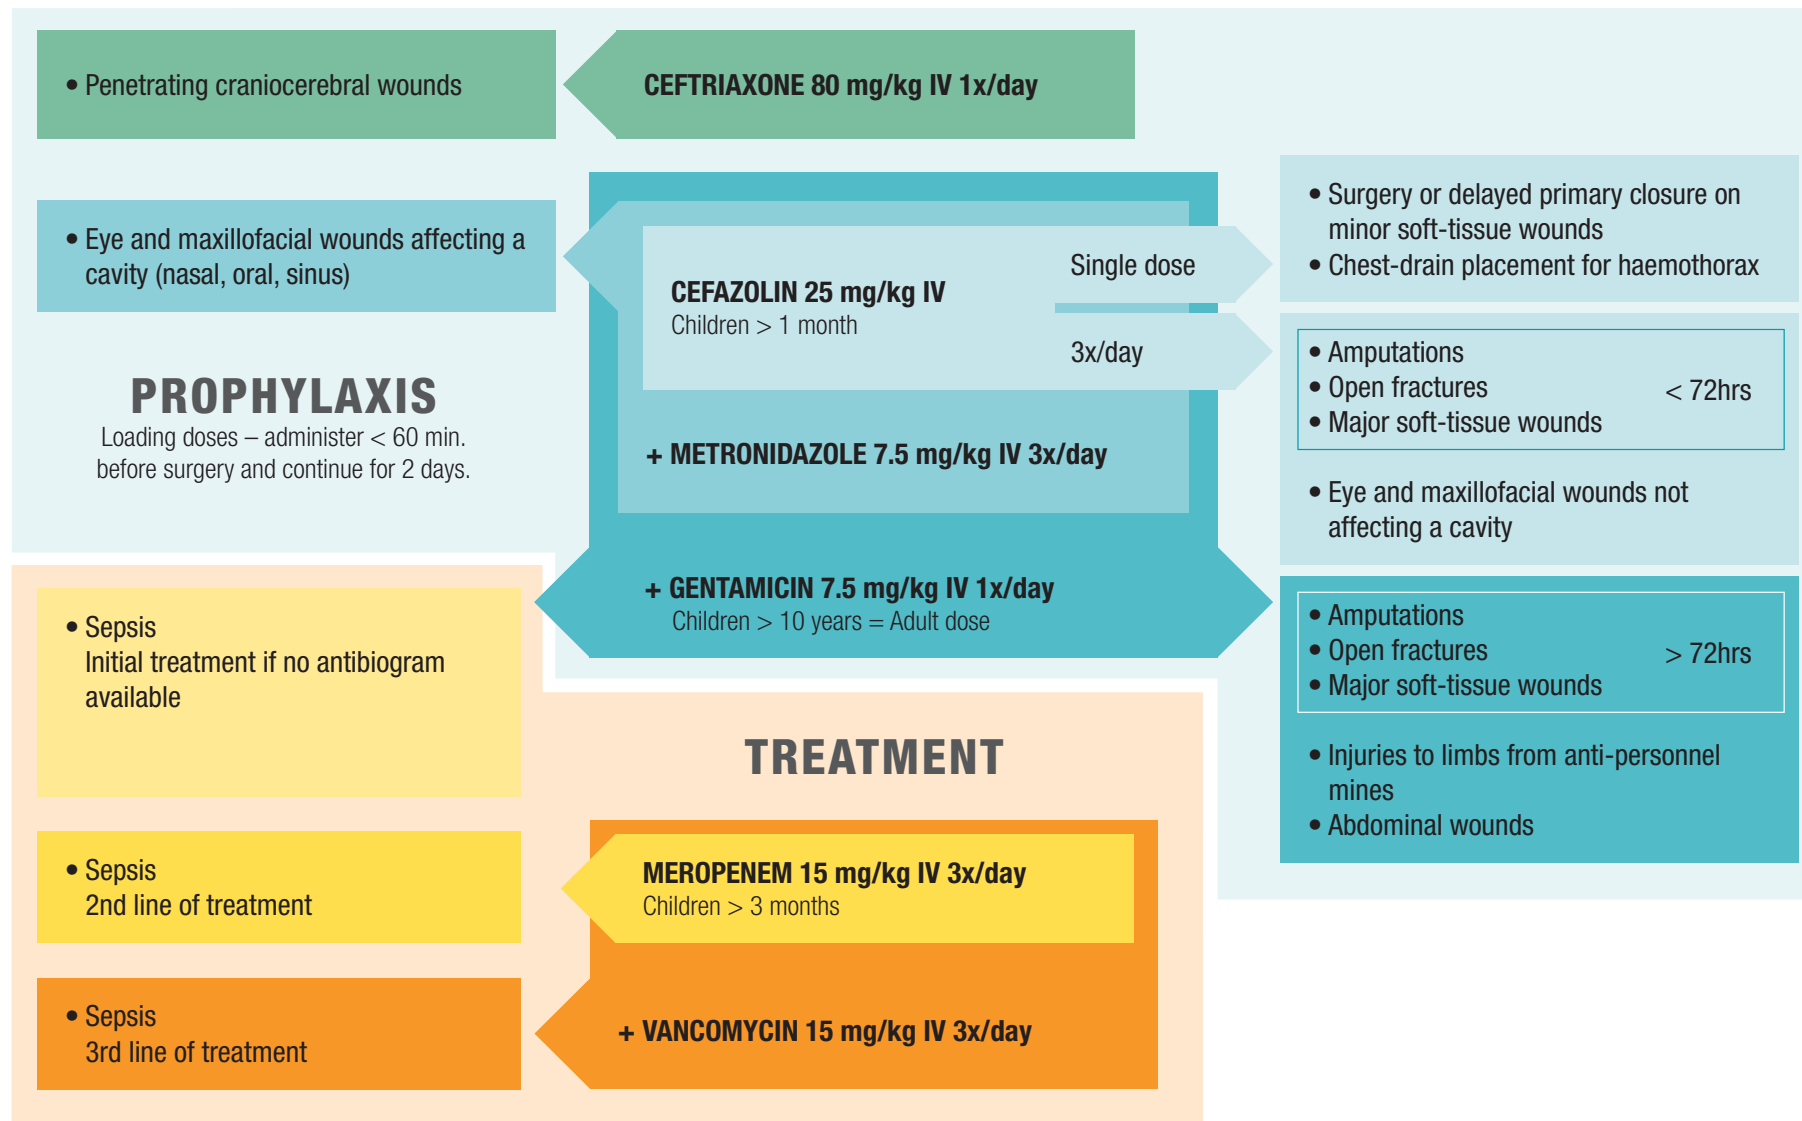 • Penetrating craniocerebral wounds
CEFTRIAXONE 80 mg/kg IV 1x/day
• Eye and maxillofacial wounds affecting a
cavity (nasal, oral, sinus)
PROPHYLAXIS
Loading doses – administer < 60 min.
before surgery and continue for 2 days.
CEFAZOLIN 25 mg/kg IV
Children > 1 month
Single dose
3x/day
+ METRONIDAZOLE 7.5 mg/kg IV 3x/day
+ GENTAMICIN 7.5 mg/kg IV 1x/day
Children > 10 years = Adult dose
• Surgery or delayed primary closure on
minor soft-tissue wounds
• Chest-drain placement for haemothorax
• Amputations
• Open fractures
• Major soft-tissue wounds
< 72hrs
• Eye and maxillofacial wounds not
affecting a cavity
• Amputations
• Open fractures
• Major soft-tissue wounds
> 72hrs
• Injuries to limbs from anti-personnel
mines
• Abdominal wounds
• Sepsis
Initial treatment if no antibiogram
available
TREATMENT
• Sepsis
2nd line of treatment
MEROPENEM 15 mg/kg IV 3x/day
Children > 3 months
• Sepsis
3rd line of treatment
+ VANCOMYCIN 15 mg/kg IV 3x/day